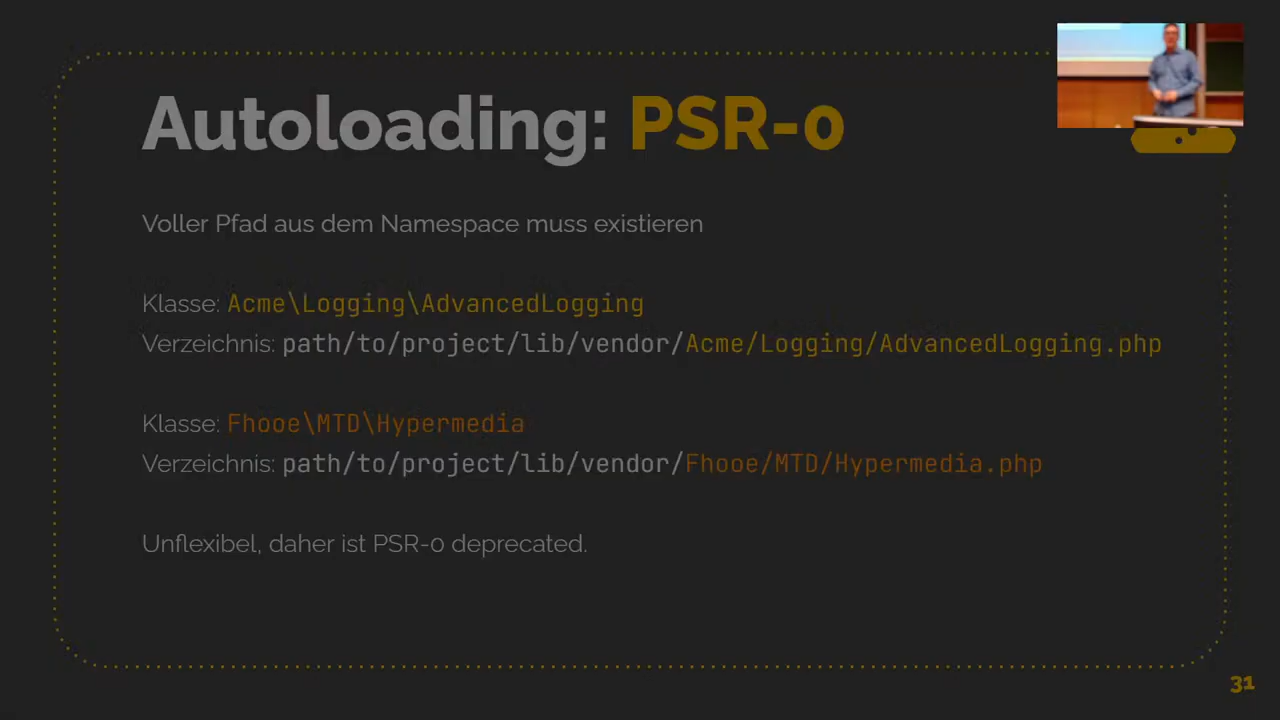 Autoloading: PSR-0
Voller Pfad aus dem Namespace muss existieren
Klasse: Acme\Logging\AdvancedLogging
Verzeichnis: path/to/project/lib/vendor/Acme/Logging/AdvancedLogging.php
Klasse: Fhooe\MTD\Hypermedia
Verzeichnis: path/to/project/lib/vendor/Fhooe/MTD/Hypermedia.php
Unflexibel, daher ist PSR-0 deprecated.
31